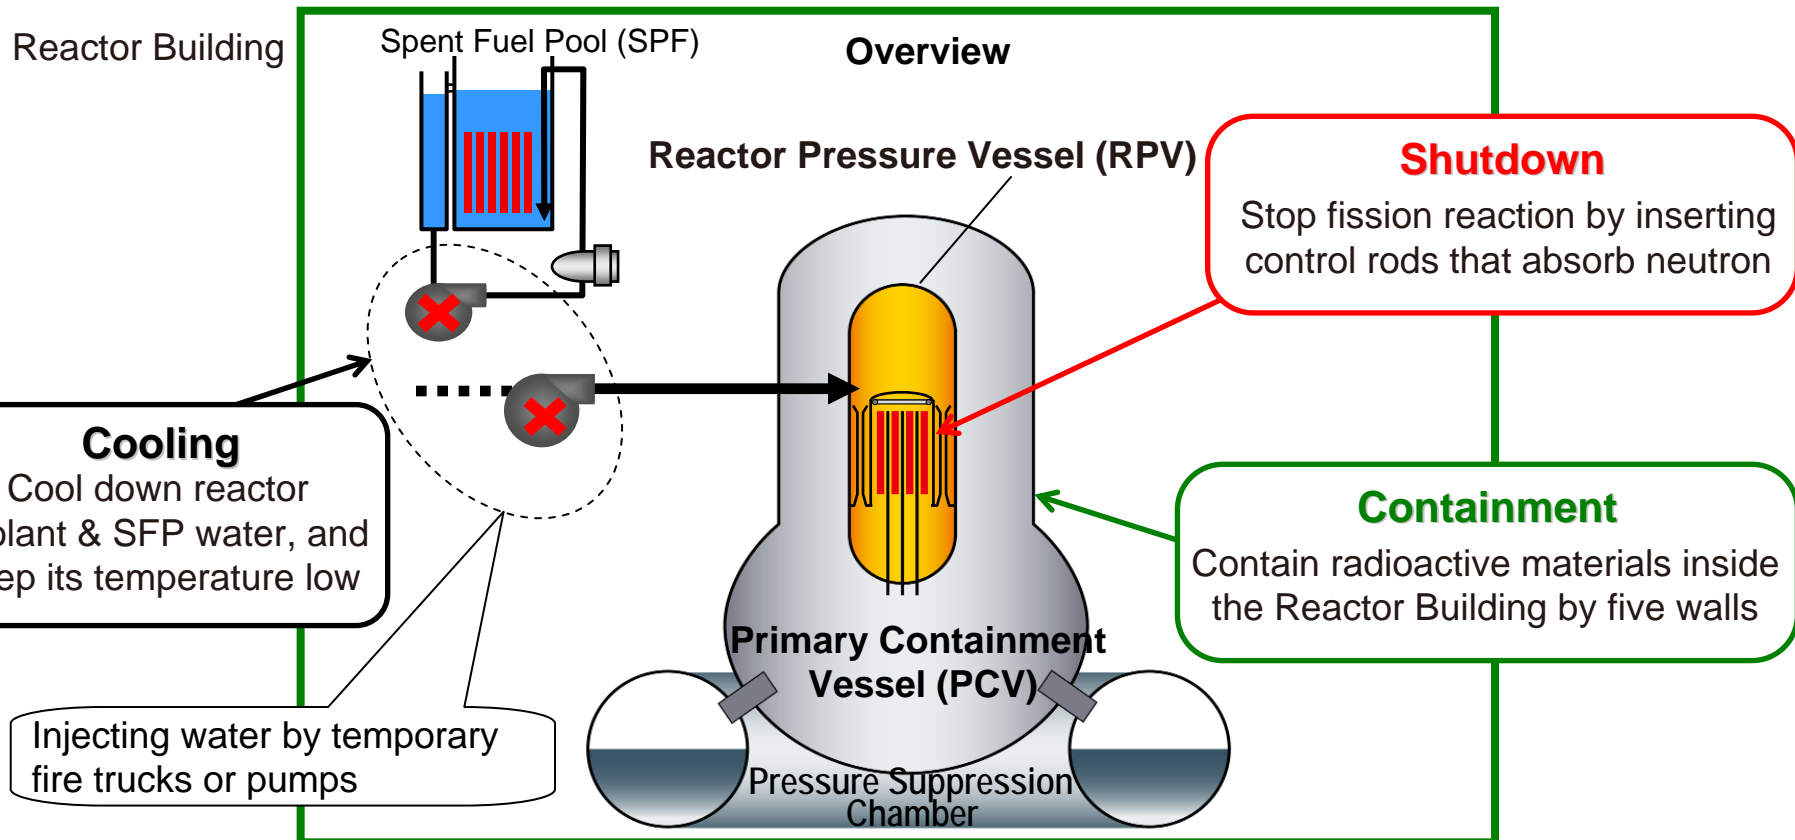 Reactor Building
Spent Fuel Pool (SPF)
Overview
Reactor Pressure Vessel (RPV)
Shutdown
Stop fission reaction by inserting
control rods that absorb neutron
Cooling
Cool down reactor
plant & SFP water, and
its temperature low
Containment
Contain radioactive materials inside
the Reactor Building by five walls
Primary Containment
Vessel (PCV)
Injecting water by temporary
fire trucks or pumps
Pressure Suppression
Chamber